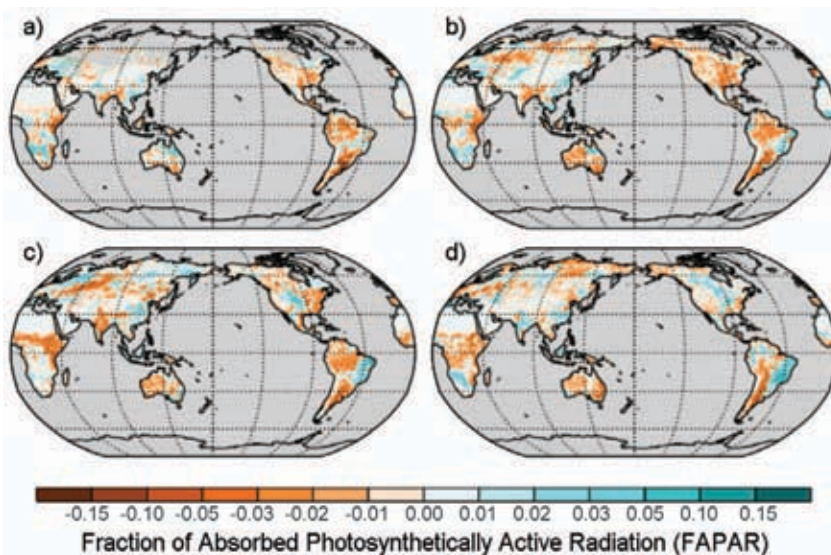 a) b)
c) d)
-0.15 -0.10 -0.05 -0.03 -0.02 -0.01 0.00 0.01 0.02 0.03 0.05 0.10 0.15
Fraction of Absorbed Photosynthetically Active Radiation (FAPAR)